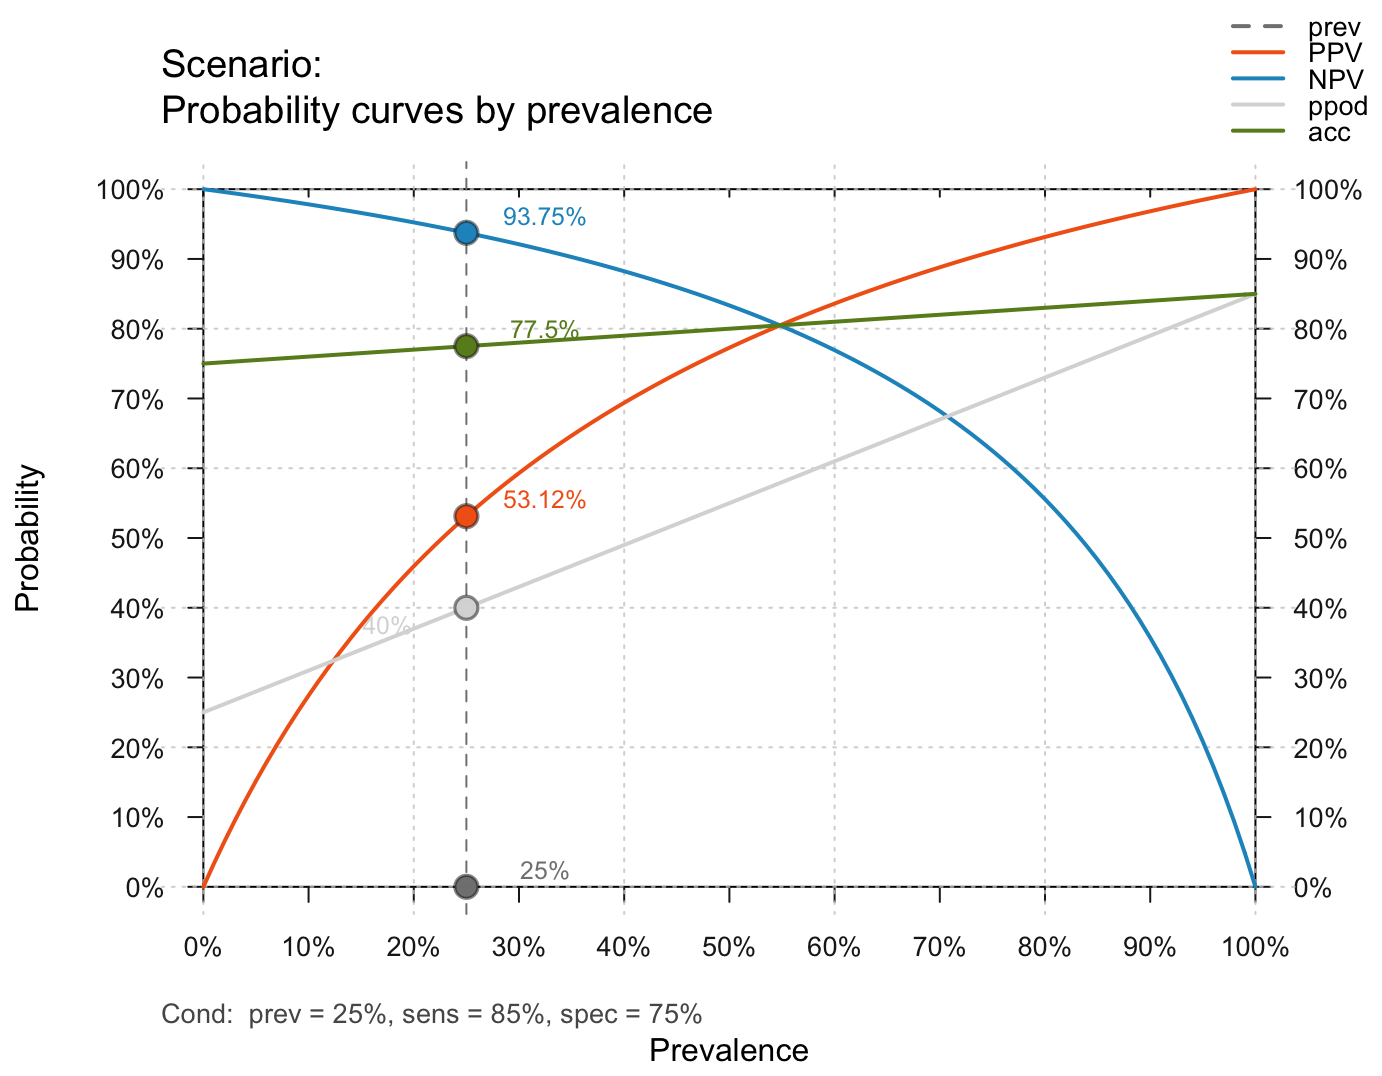 prev
PPV
NPV
ppod
acc
Scenario:
Probability curves by prevalence
100%
90%
80%
70%
60%
50%
40%
30%
20%
10%
0%
Probability
93.75%
77.5%
53.12%
40%
25%
100%
90%
80%
70%
60%
50%
40%
30%
20%
10%
0%
0% 10% 20% 30% 40% 50% 60% 70% 80% 90% 100%
Cond:  prev = 25%, sens = 85%, spec = 75%
Prevalence